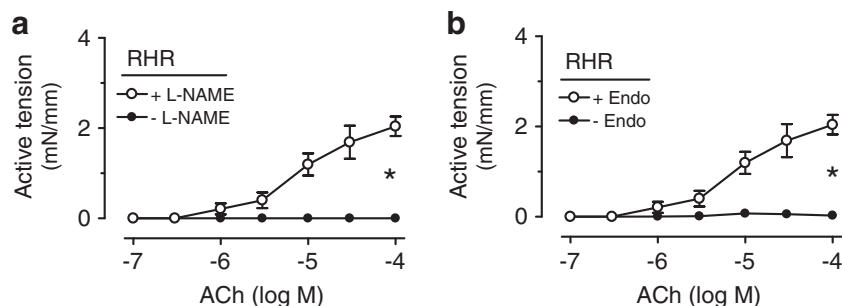 a
RHR
+ L-NAME
- L-NAME
Active tension
(mN/mm)
4
2
0
-7
-6
-5
-4
*
ACh (log M)
b
RHR
+ Endo
- Endo
Active tension
(mN/mm)
4
2
0
-7
-6
-5
-4
*
ACh (log M)